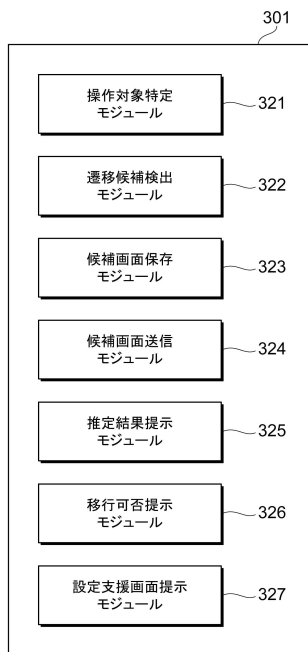 301
操作対象特定
モジュール
321
遷移候補検出
モジュール
322
候補画面保存
モジュール
323
候補画面送信
モジュール
324
推定結果提示
モジュール
325
移行可否提示
モジュール
326
設定支援画面提示
モジュール
327